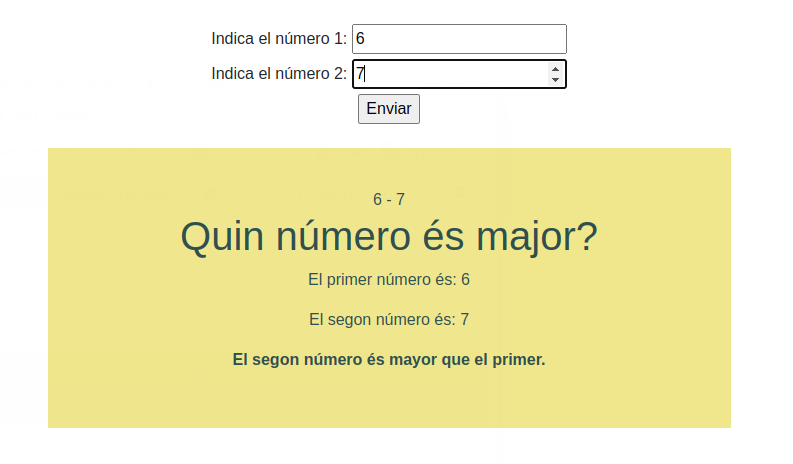 Indica el número 1: 6
Indica el número 2: 7
Enviar
6 - 7
Quin número és major?
El primer número és: 6
El segon número és: 7
El segon número és mayor que el primer.